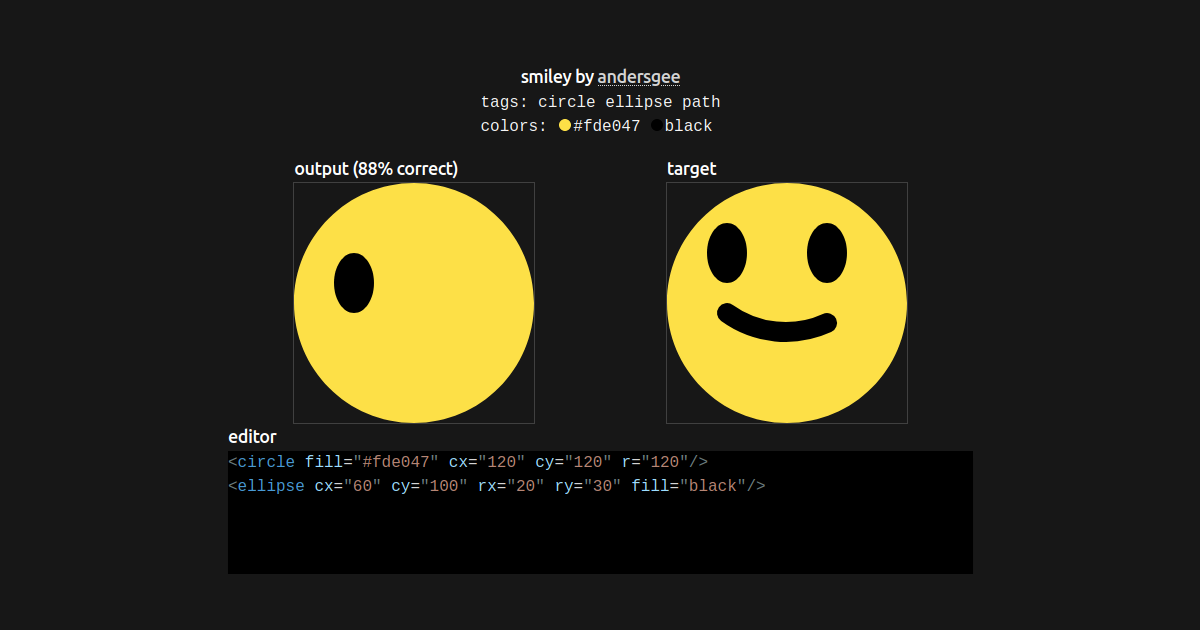 smiley by andersgee
tags: circle ellipse path
colors: #fde047 black
output (88% correct)
target
editor
<circle fill="#fde047" cx="120" cy="120" r="120"/>
<ellipse cx="60" cy="100" rx="20" ry="30" fill="black"/>